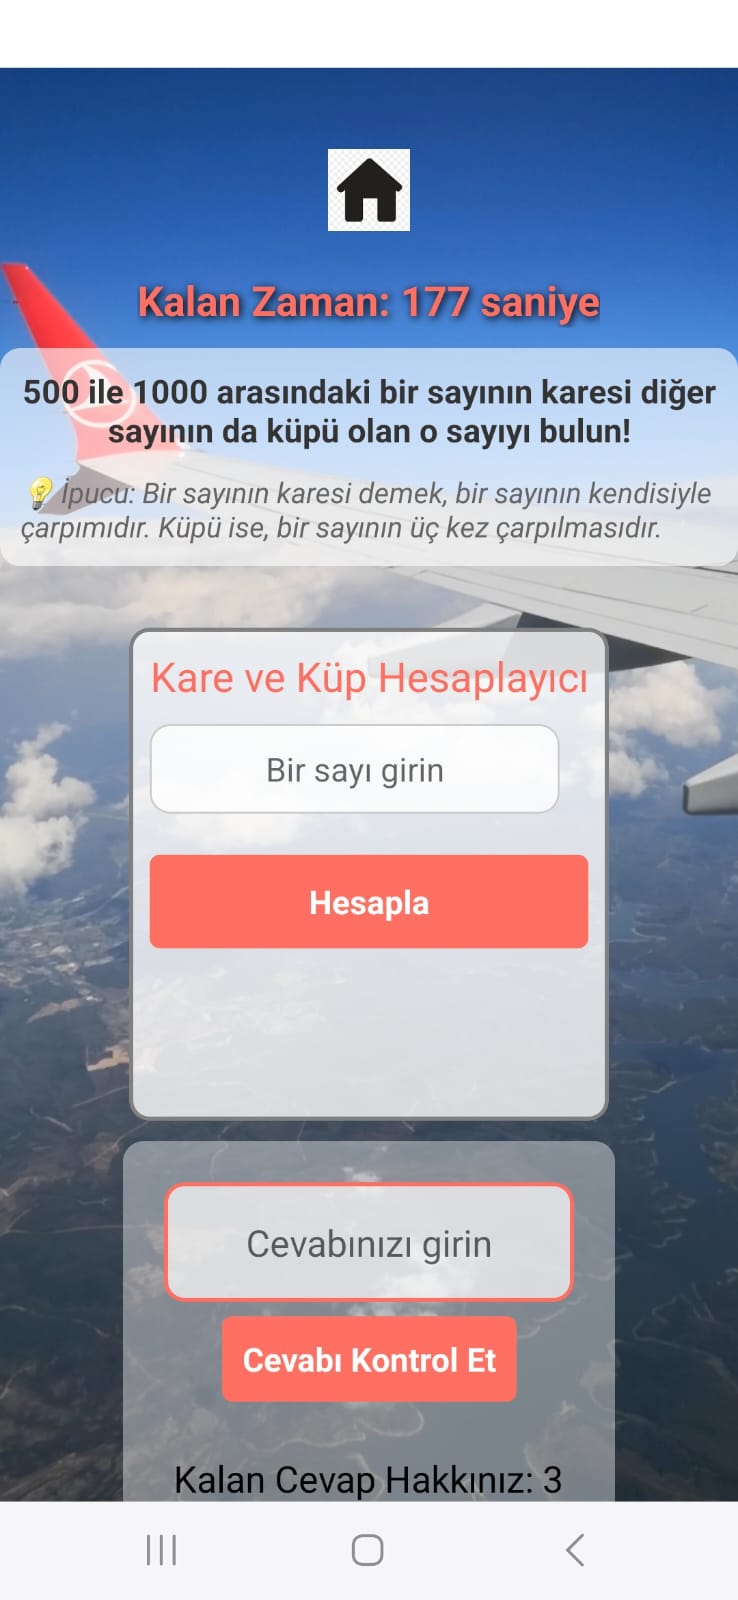 Kalan Zaman: 177 saniye
500 ile 1000 arasındaki bir sayının karesi diğer
sayının da küpü olan o sayıyı bulun!
💡 İpucu: Bir sayının karesi demek, bir sayının kendisiyle
çarpımıdır. Küpü ise, bir sayının üç kez çarpılmasıdır.
Kare ve Küp Hesaplayıcı
Bir sayı girin
Hesapla
Cevabınızı girin
Cevabı Kontrol Et
Kalan Cevap Hakkınız: 3